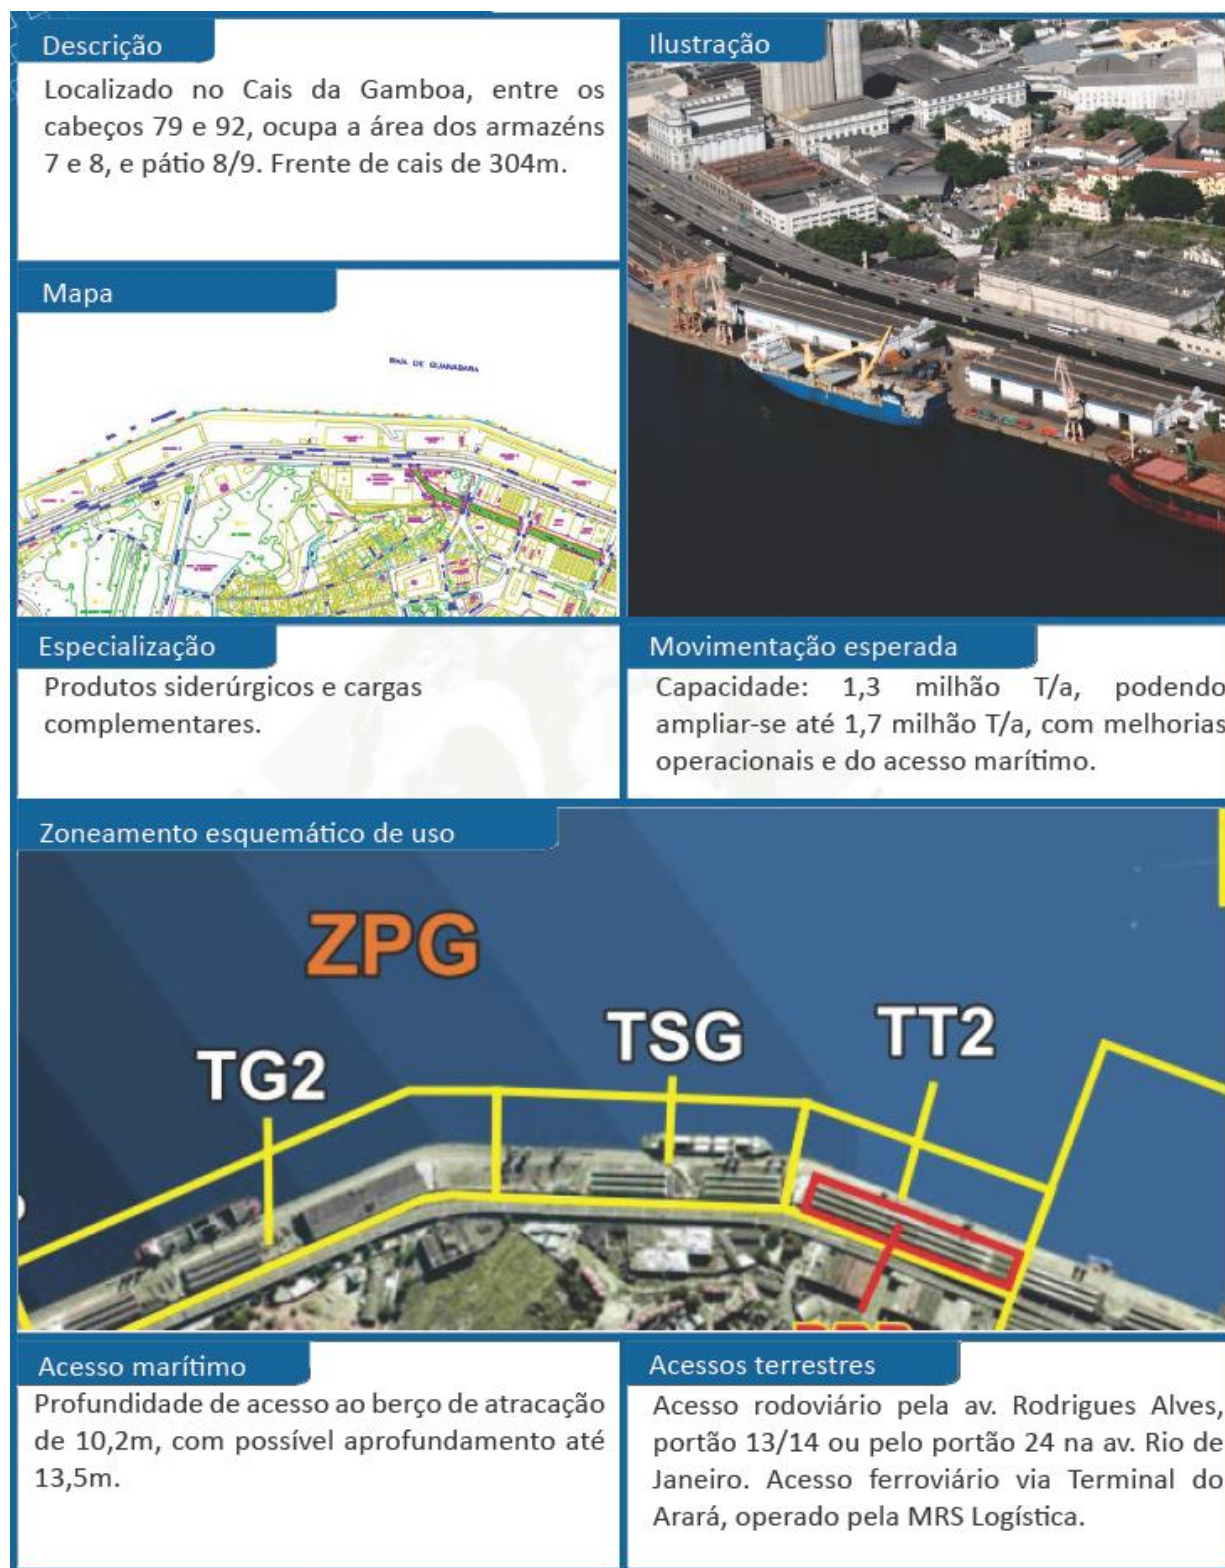 Descrição
Localizado no Cais da Gamboa, entre os
cabeços 79 e 92, ocupa a área dos armazéns
7 e 8, e pátio 8/9. Frente de cais de 304m.
Ilustração
Mapa
BAÍA DE GUANABARA
Especialização
Produtos siderúrgicos e cargas
complementares.
Movimentação esperada
Capacidade: 1,3 milhão T/a, podendo
ampliar-se até 1,7 milhão T/a, com melhorias
operacionais e do acesso marítimo.
Zoneamento esquemático de uso
ZPG
TG2
TSG
TT2
Acesso marítimo
Profundidade de acesso ao berço de atracação
de 10,2m, com possível aprofundamento até
13,5m.
Acessos terrestres
Acesso rodoviário pela av. Rodrigues Alves,
portão 13/14 ou pelo portão 24 na av. Rio de
Janeiro. Acesso ferroviário via Terminal do
Arará, operado pela MRS Logística.